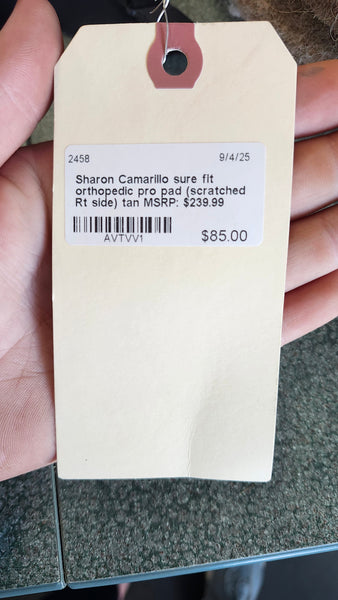 2458 9/4/25
Sharon Camarillo sure fit
orthopedic pro pad (scratched
Rt side) tan MSRP: $239.99
AVTVV1 $85.00